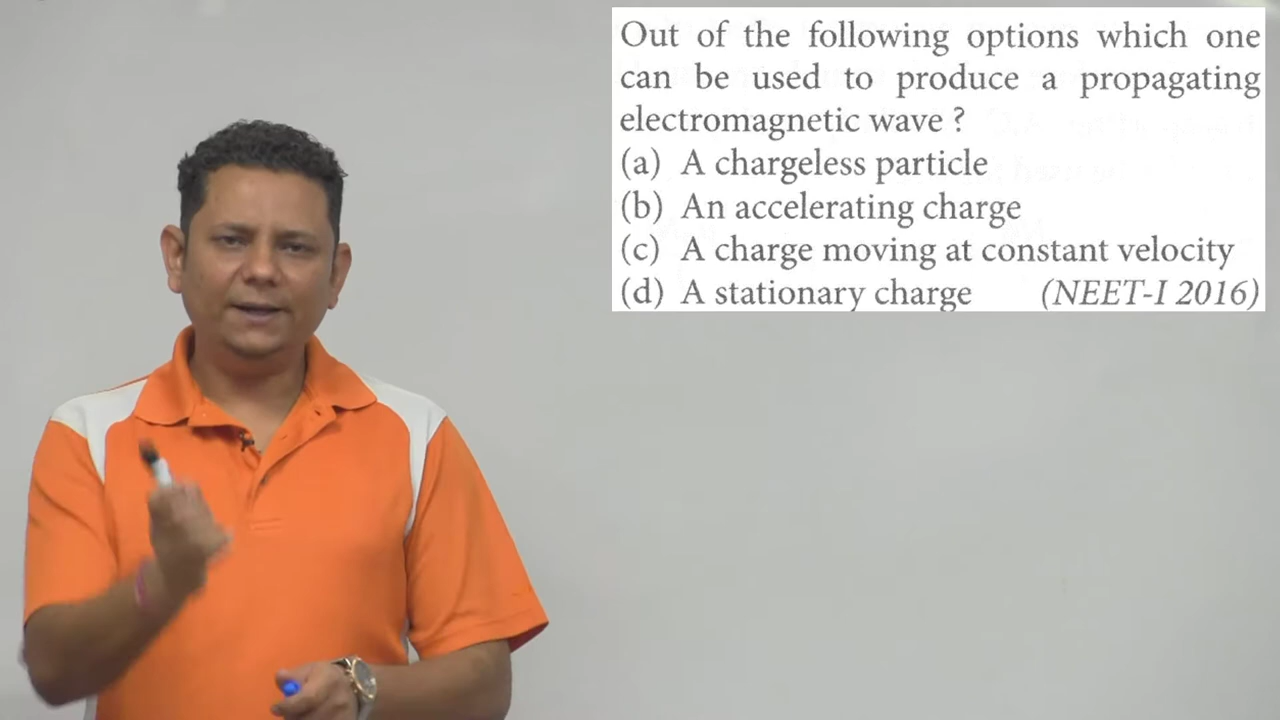 Out of the following options which one
can be used to produce a propagating
electromagnetic wave ?
(a) A chargeless particle
(b) An accelerating charge
(c) A charge moving at constant velocity
(d) A stationary charge (NEET-I 2016)